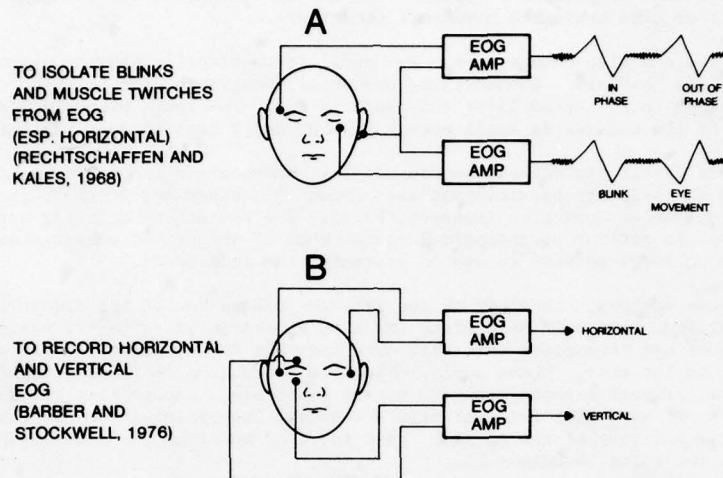 A
TO ISOLATE BLINKS
AND MUSCLE TWITCHES
FROM EOG
(ESP. HORIZONTAL)
(RECHTSCHAFFEN AND
KALES, 1968)
EOG
AMP
IN
PHASE
OUT OF
PHASE
EOG
AMP
BLINK
EYE
MOVEMENT
B
TO RECORD HORIZONTAL
AND VERTICAL
EOG
(BARBER AND
STOCKWELL, 1976)
EOG
AMP
HORIZONTAL
EOG
AMP
VERTICAL